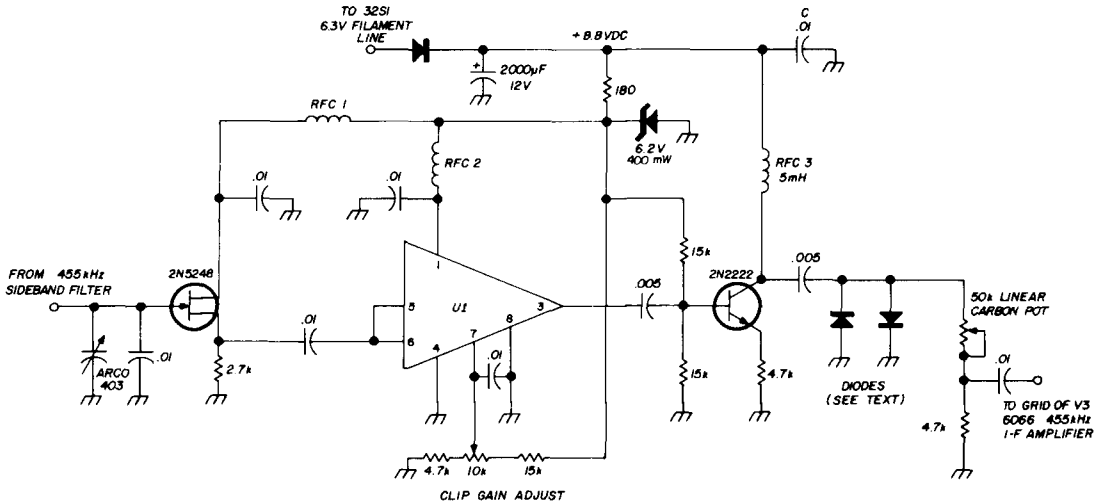 TO 32S1
6.3V FILAMENT
LINE
+8.8VDC
C
.01
+
2000µF
12V
180
RFC 1
RFC 2
6.2V
400 mW
RFC 3
5mH
.01
.01
FROM 455kHz
SIDEBAND FILTER
2N5248
15k
2N2222
.005
1
5
6
U1
3
7
8
4
.005
50k LINEAR
CARBON POT
.01
ARCO
403
.01
2.7k
.01
15k
4.7k
DIODES
(SEE TEXT)
.01
TO GRID OF V3
6066 455kHz
I-F AMPLIFIER
4.7k
4.7k
10k
15k
CLIP GAIN ADJUST